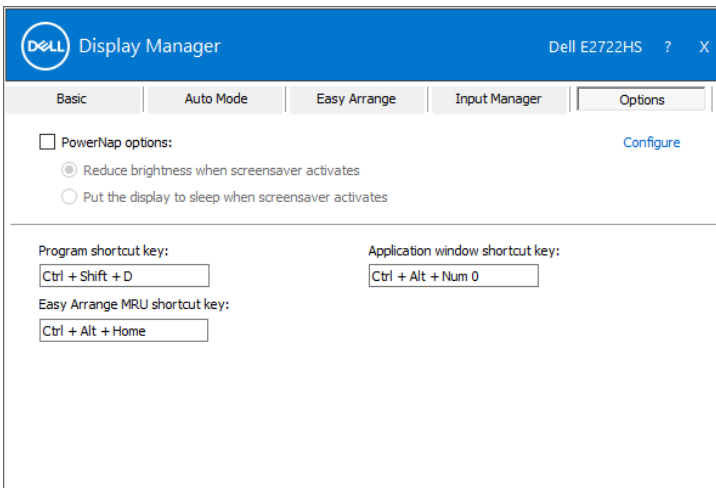 DELL Display Manager Dell E2722HS ? X
Basic Auto Mode Easy Arrange Input Manager Options
PowerNap options: Configure
Reduce brightness when screensaver activates
Put the display to sleep when screensaver activates
Program shortcut key: Application window shortcut key:
Ctrl + Shift + D Ctrl + Alt + Num 0
Easy Arrange MRU shortcut key:
Ctrl + Alt + Home